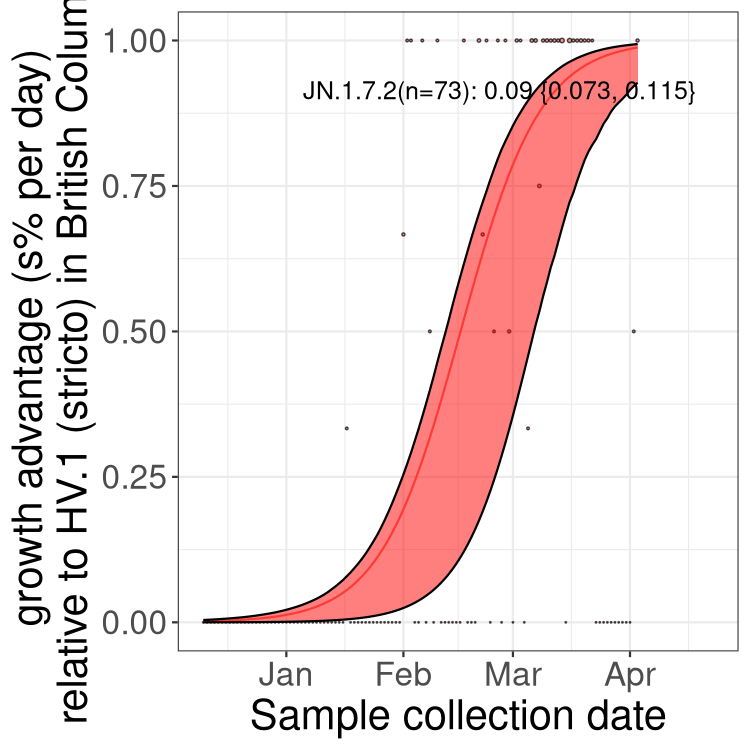 growth advantage (s% per day)
relative to HV.1 (stricto) in British Colum
1.00
0.75
0.50
0.25
0.00
JN.1.7.2(n=73): 0.09 {0.073, 0.115}
Jan Feb Mar Apr
Sample collection date